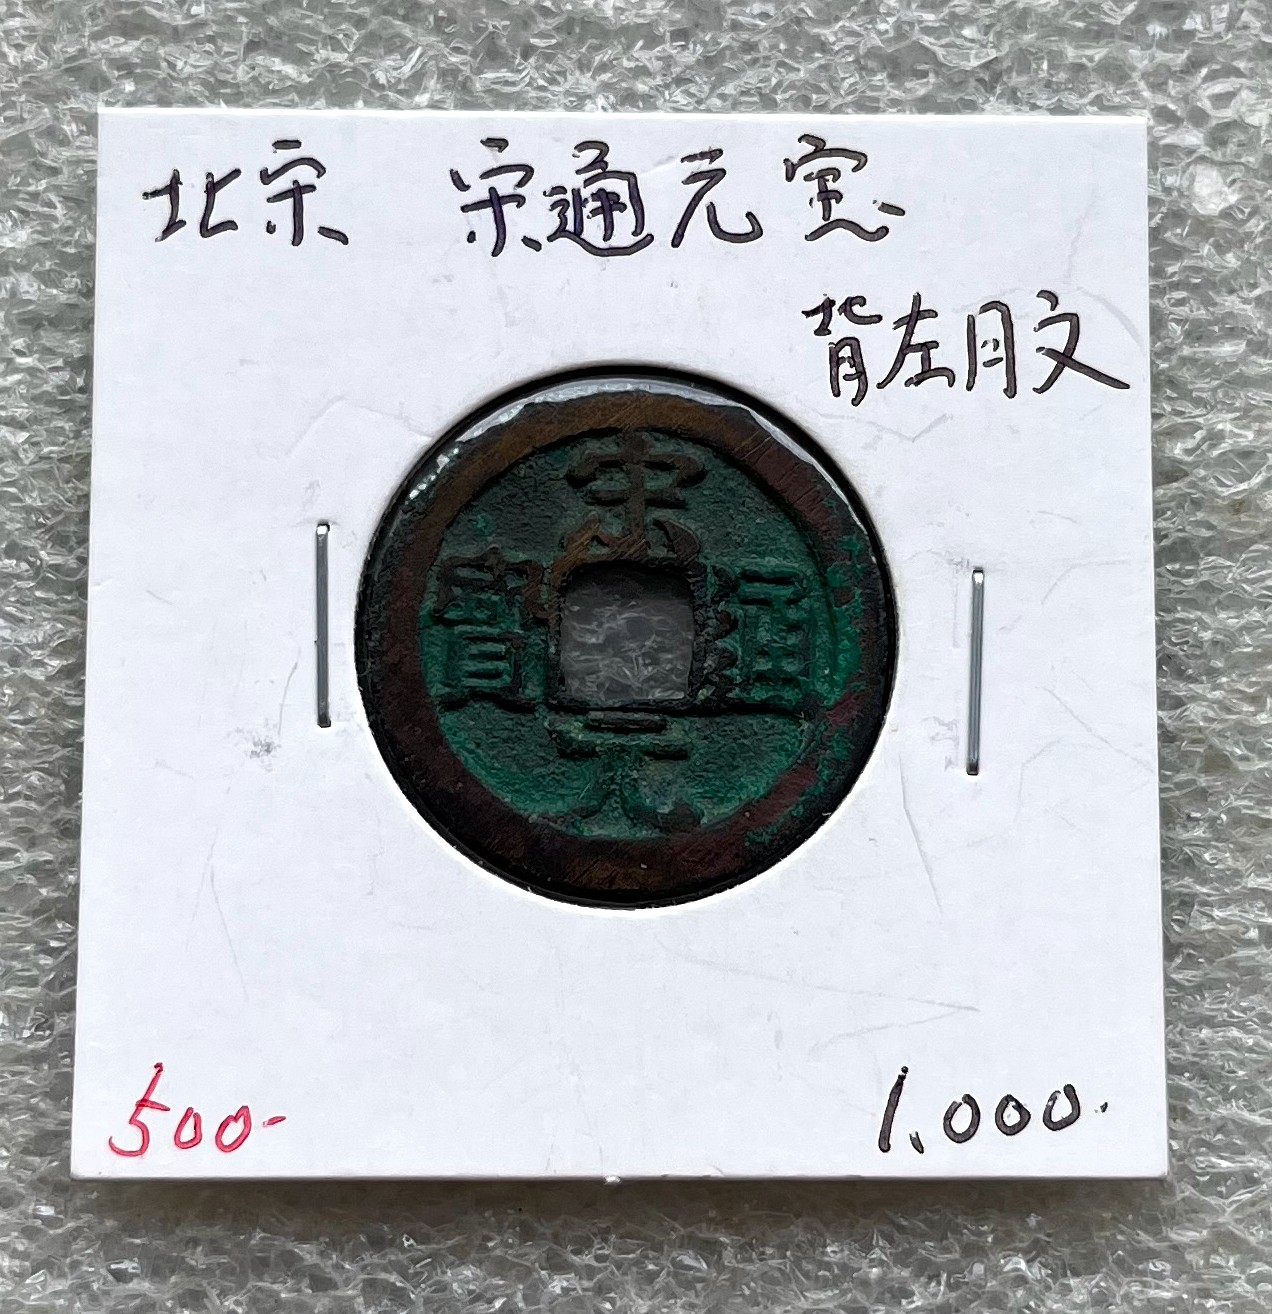 北宋 宋通元宝
背左月文
宋通元寶
500-
1.000.